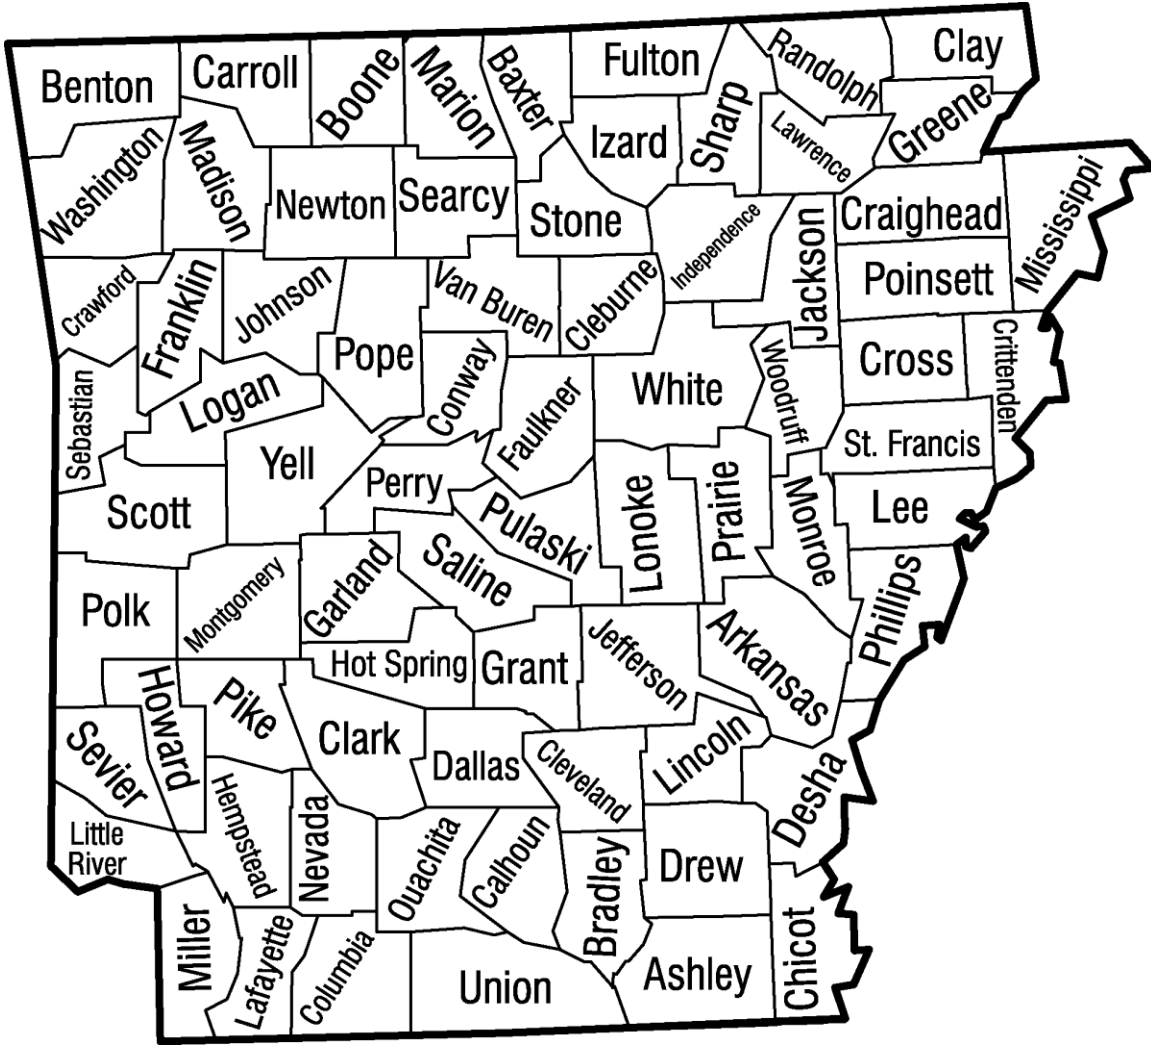 Benton
Carroll
Boone
Marion
Baxter
Fulton
Sharp
Randolph
Clay
Greene
Izard
Lawrence
Washington
Madison
Newton
Searcy
Stone
Independence
Jackson
Craighead
Mississippi
Poinsett
Crawford
Franklin
Johnson
Pope
Van Buren
Cleburne
Conway
White
Woodruff
Cross
Crittenden
Sebastian
Logan
Faulkner
St. Francis
Yell
Perry
Scott
Pulaski
Lonoke
Prairie
Monroe
Lee
Phillips
Polk
Montgomery
Garland
Saline
Hot Spring
Grant
Jefferson
Arkansas
Howard
Pike
Clark
Dallas
Cleveland
Lincoln
Desha
Sevier
Little
River
Hempstead
Nevada
Ouachita
Calhoun
Bradley
Drew
Chicot
Miller
Lafayette
Columbia
Union
Ashley